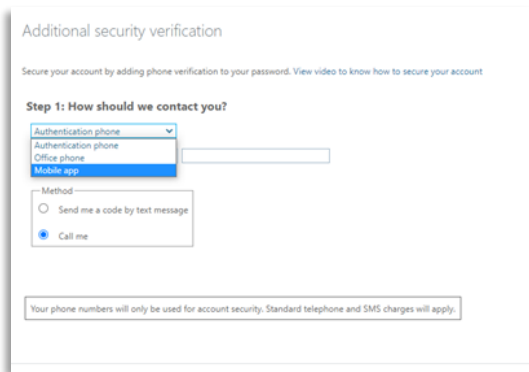 Additional security verification
Secure your account by adding phone verification to your password. View video to know how to secure your account
Step 1: How should we contact you?
Authentication phone
Authentication phone
Office phone
Mobile app
Method
Send me a code by text message
Call me
Your phone numbers will only be used for account security. Standard telephone and SMS charges will apply.